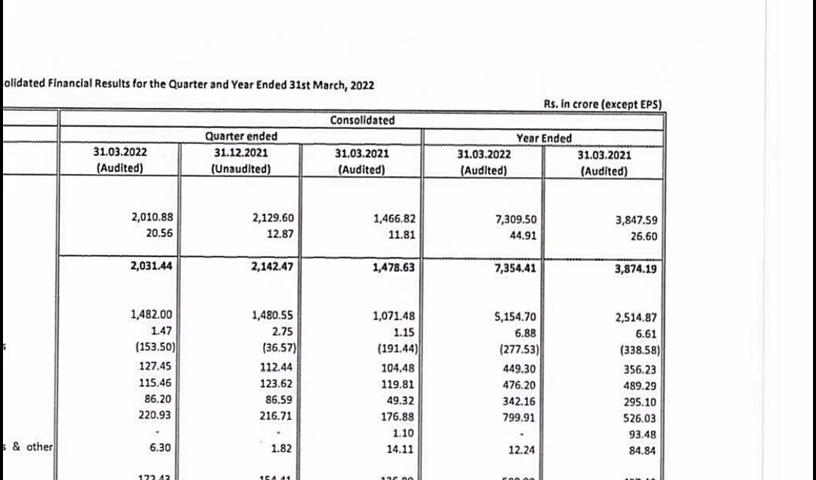 olidated Financial Results for the Quarter and Year Ended 31st March, 2022
Rs. in crore (except EPS)
Consolidated
Quarter ended Year Ended
31.03.2022 31.12.2021 31.03.2021 31.03.2022 31.03.2021
(Audited) (Unaudited) (Audited) (Audited) (Audited)
2,010.88 2,129.60 1,466.82 7,309.50 3,847.59
20.56 12.87 11.81 44.91 26.60
2,031.44 2,142.47 1,478.63 7,354.41 3,874.19
1,482.00 1,480.55 1,071.48 5,154.70 2,514.87
1.47 2.75 1.15 6.88 6.61
s (153.50) (36.57) (191.44) (277.53) (338.58)
127.45 112.44 104.48 449.30 356.23
115.46 123.62 119.81 476.20 489.29
86.20 86.59 49.32 342.16 295.10
220.93 216.71 176.88 799.91 526.03
- - 1.10 - 93.48
s & other 6.30 1.82 14.11 12.24 84.84